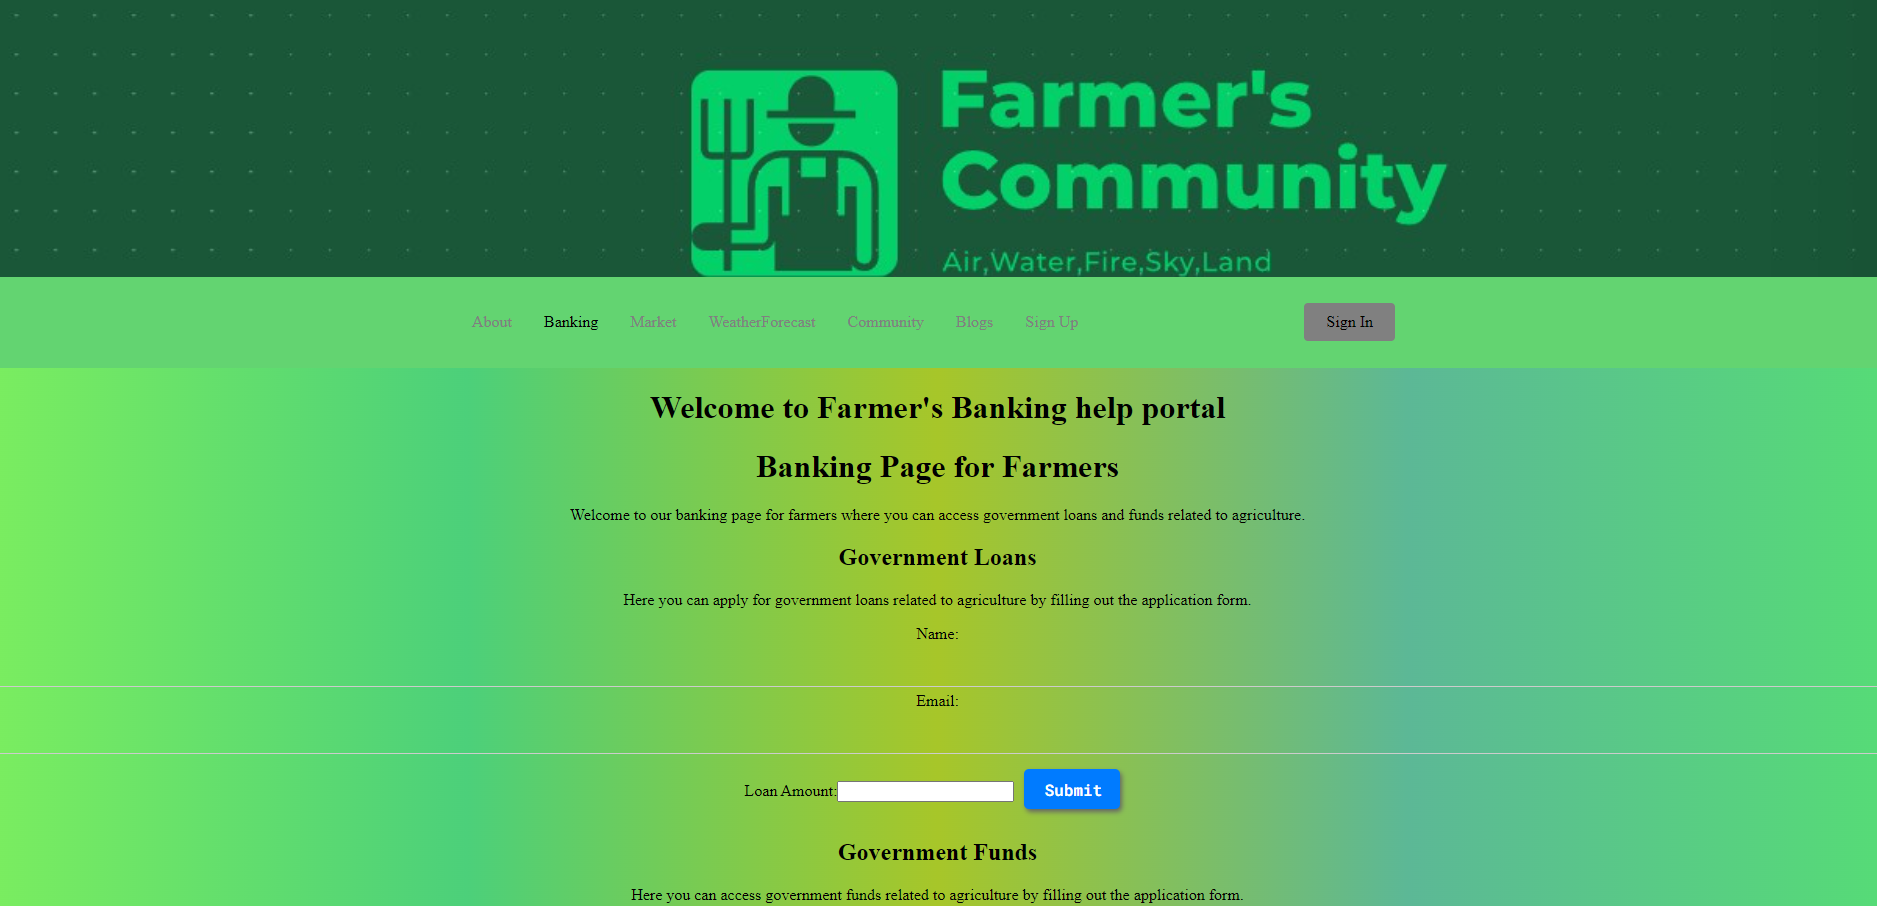 Farmer's
Community
Air,Water,Fire,Sky,Land
About Banking Market WeatherForecast Community Blogs Sign Up Sign In
Welcome to Farmer's Banking help portal
Banking Page for Farmers
Welcome to our banking page for farmers where you can access government loans and funds related to agriculture.
Government Loans
Here you can apply for government loans related to agriculture by filling out the application form.
Name:
Email:
Loan Amount: Submit
Government Funds
Here you can access government funds related to agriculture by filling out the application form.